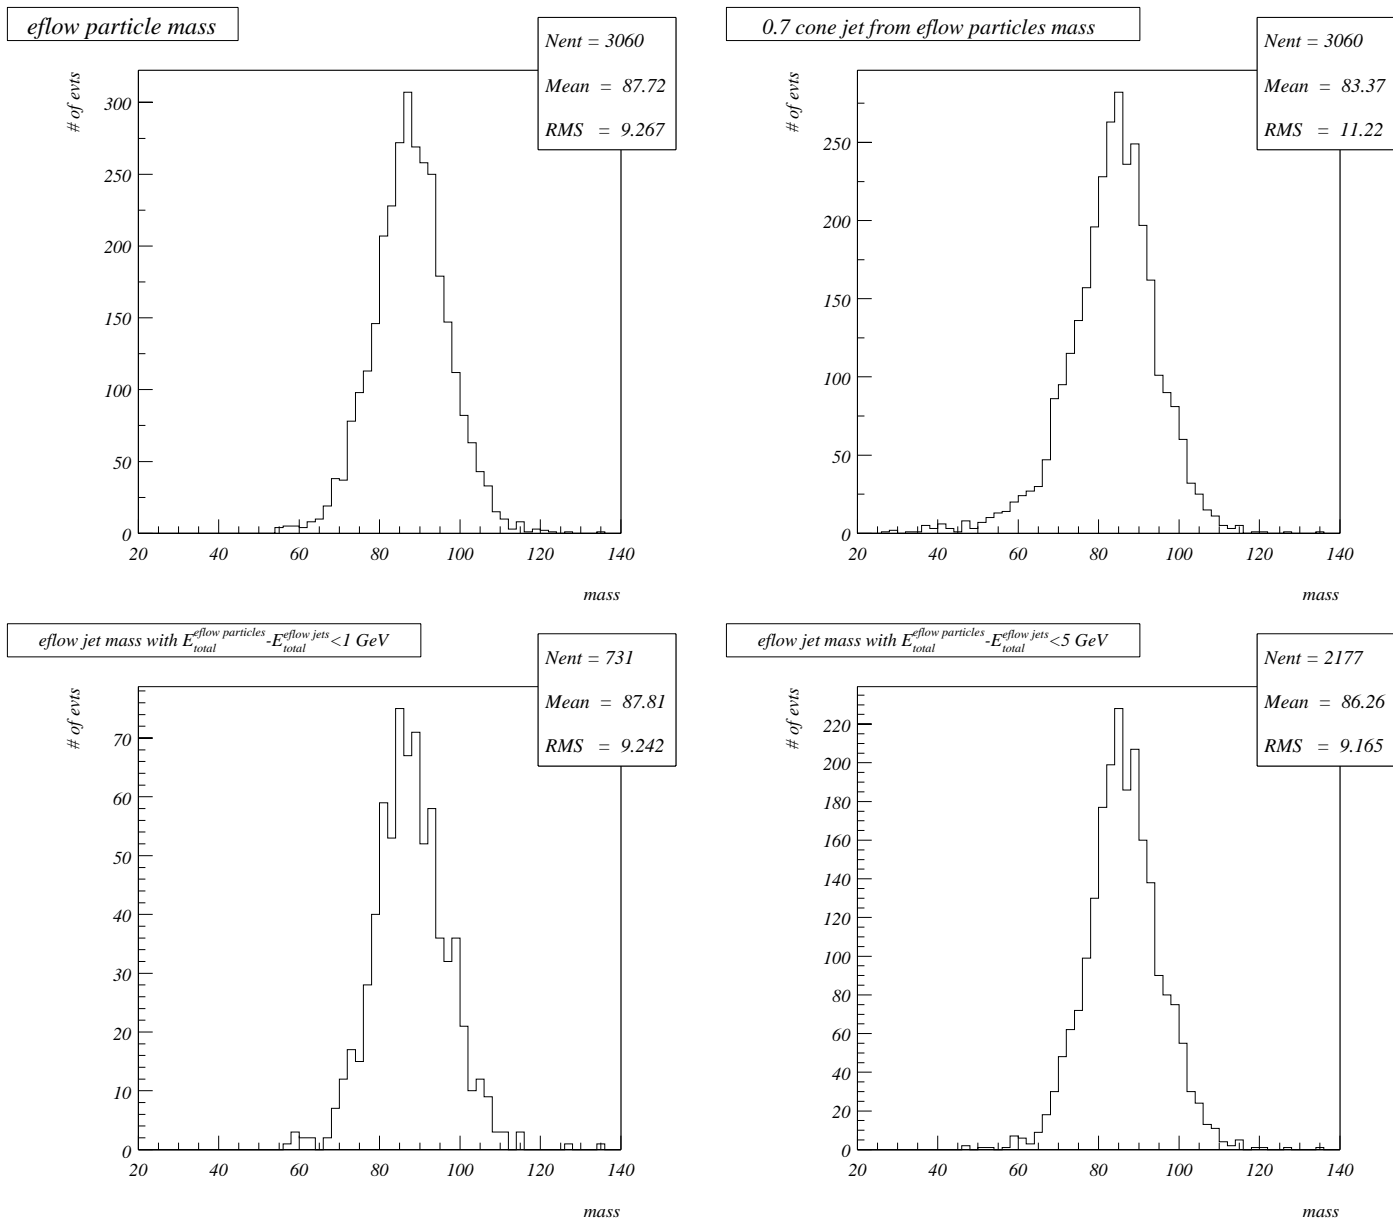 eflow particle mass
Nent = 3060
Mean = 87.72
RMS = 9.267
# of evts
300
250
200
150
100
50
0
20 40 60 80 100 120 140
mass
0.7 cone jet from eflow particles mass
Nent = 3060
Mean = 83.37
RMS = 11.22
# of evts
250
200
150
100
50
0
20 40 60 80 100 120 140
mass
eflow jet mass with E_total^eflow particles-E_total^eflow jets<1 GeV
Nent = 731
Mean = 87.81
RMS = 9.242
# of evts
70
60
50
40
30
20
10
0
20 40 60 80 100 120 140
mass
eflow jet mass with E_total^eflow particles-E_total^eflow jets<5 GeV
Nent = 2177
Mean = 86.26
RMS = 9.165
# of evts
220
200
180
160
140
120
100
80
60
40
20
0
20 40 60 80 100 120 140
mass